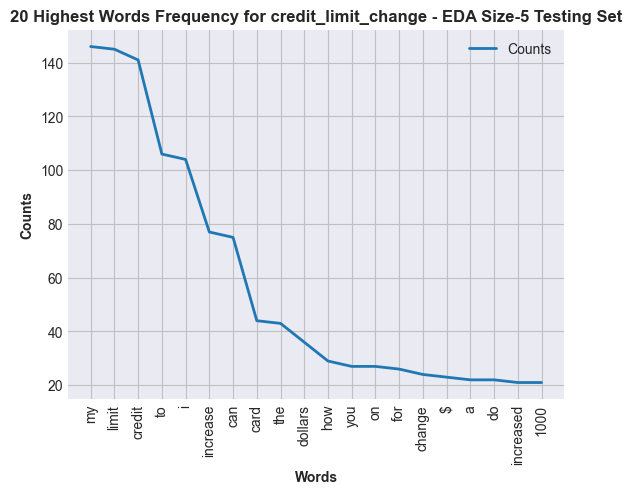 20 Highest Words Frequency for credit_limit_change - EDA Size-5 Testing Set
Counts
140
120
100
80
60
40
20
Counts
my
limit
credit
to
i
increase
can
card
the
dollars
how
you
on
for
change
$
a
do
increased
1000
Words